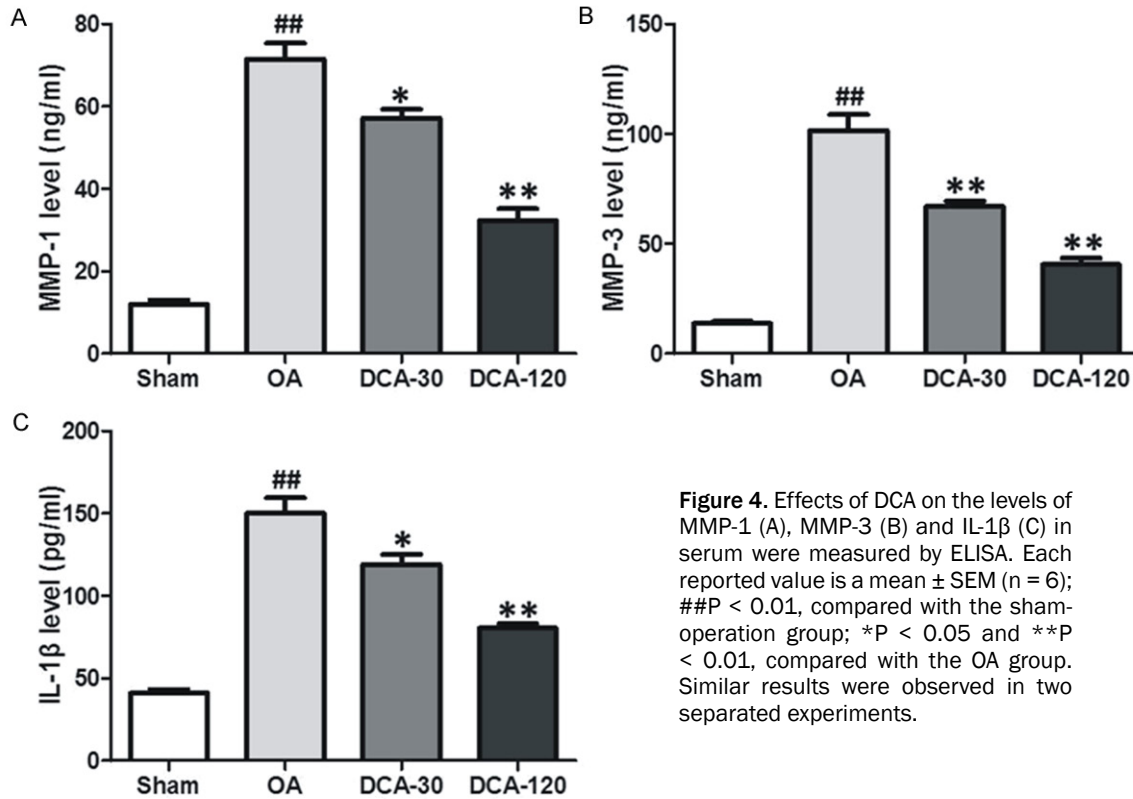 A
MMP-1 level (ng/ml)
80
60
40
20
0
##
*
**
Sham OA DCA-30 DCA-120
B
MMP-3 level (ng/ml)
150
100
50
0
##
**
**
Sham OA DCA-30 DCA-120
C
IL-1β level (pg/ml)
200
150
100
50
0
##
*
**
Sham OA DCA-30 DCA-120
Figure 4. Effects of DCA on the levels of
MMP-1 (A), MMP-3 (B) and IL-1β (C) in
serum were measured by ELISA. Each
reported value is a mean ± SEM (n = 6);
##P < 0.01, compared with the sham-
operation group; *P < 0.05 and **P
< 0.01, compared with the OA group.
Similar results were observed in two
separated experiments.